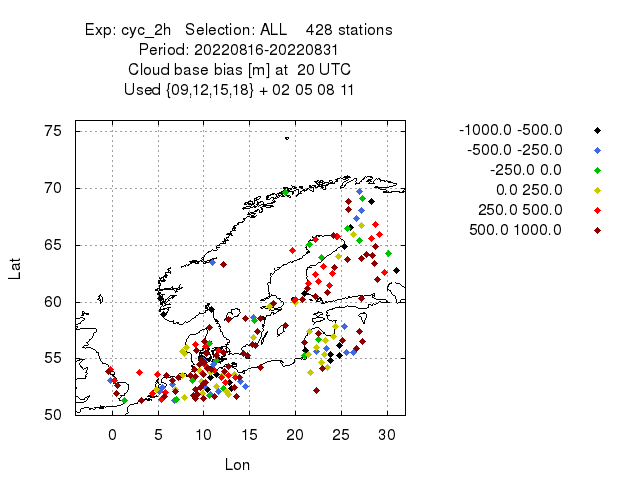 Exp: cyc_2h   Selection: ALL    428 stations
Period: 20220816-20220831
Cloud base bias [m] at  20 UTC
Used {09,12,15,18} + 02 05 08 11
-1000.0 -500.0
-500.0 -250.0
-250.0 0.0
0.0 250.0
250.0 500.0
500.0 1000.0
75
70
65
60
55
50
Lat
0 5 10 15 20 25 30
Lon